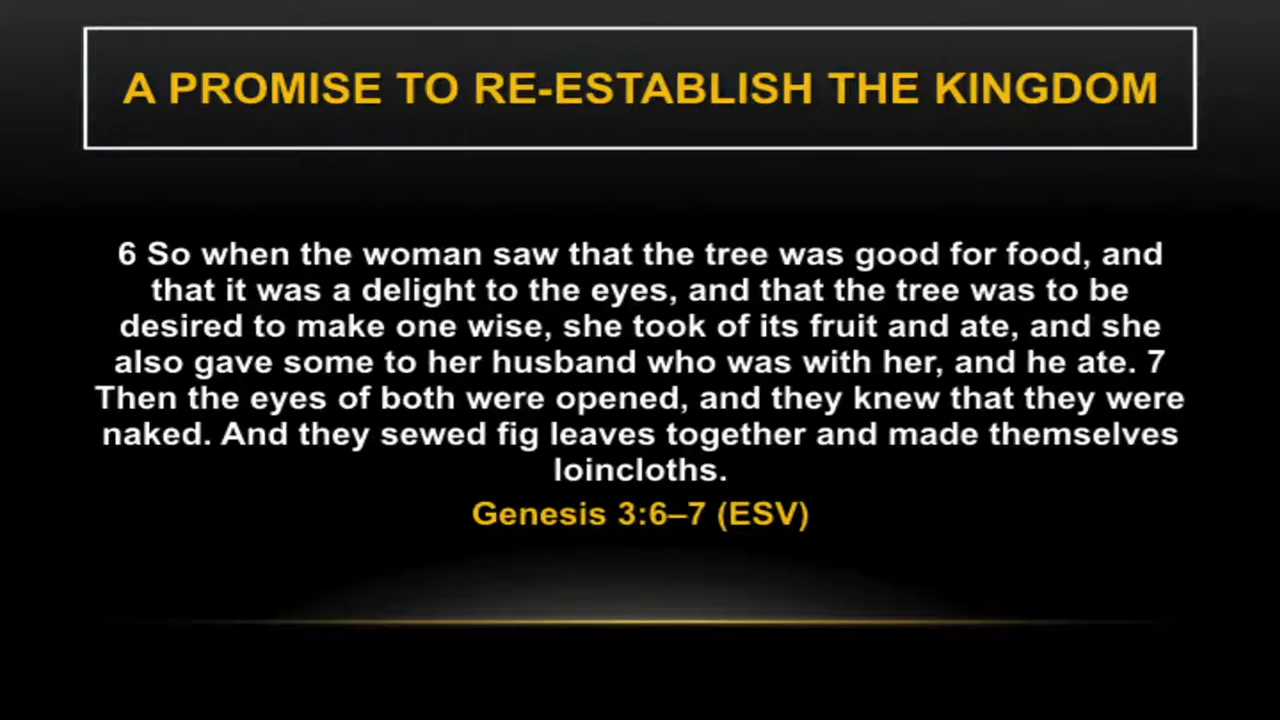 A PROMISE TO RE-ESTABLISH THE KINGDOM
6 So when the woman saw that the tree was good for food, and
that it was a delight to the eyes, and that the tree was to be
desired to make one wise, she took of its fruit and ate, and she
also gave some to her husband who was with her, and he ate. 7
Then the eyes of both were opened, and they knew that they were
naked. And they sewed fig leaves together and made themselves
loincloths.
Genesis 3:6–7 (ESV)